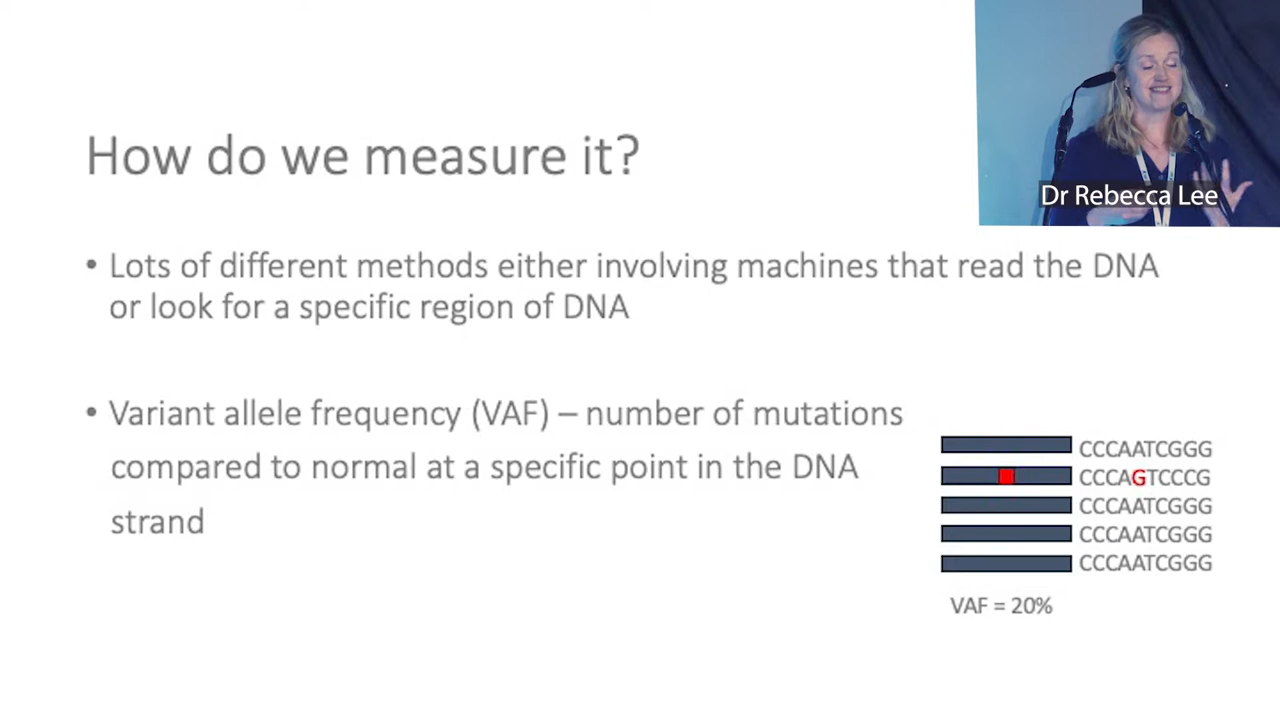 How do we measure it?
Dr Rebecca Lee
• Lots of different methods either involving machines that read the DNA
or look for a specific region of DNA
• Variant allele frequency (VAF) – number of mutations
compared to normal at a specific point in the DNA
strand
CCCAATCGGG
CCCAGTCCCG
CCCAATCGGG
CCCAATCGGG
CCCAATCGGG
VAF = 20%